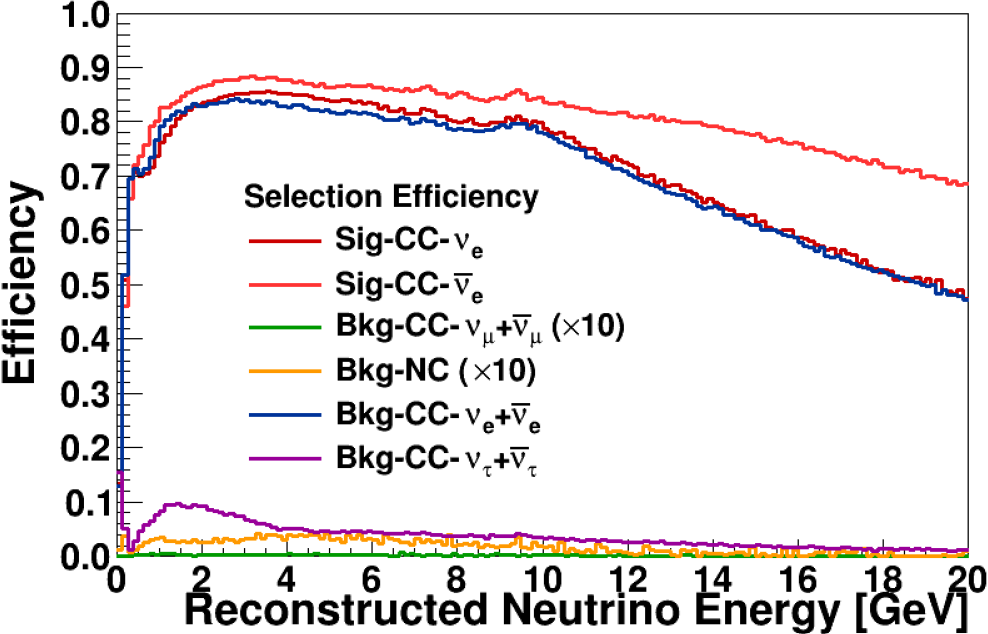 1.0
0.9
0.8
0.7
0.6
0.5
0.4
0.3
0.2
0.1
0.0
Efficiency
Selection Efficiency
Sig-CC-νe
Sig-CC-ν̅e
Bkg-CC-νμ+ν̅μ (×10)
Bkg-NC (×10)
Bkg-CC-νe+ν̅e
Bkg-CC-ντ+ν̅τ
0 2 4 6 8 10 12 14 16 18 20
Reconstructed Neutrino Energy [GeV]